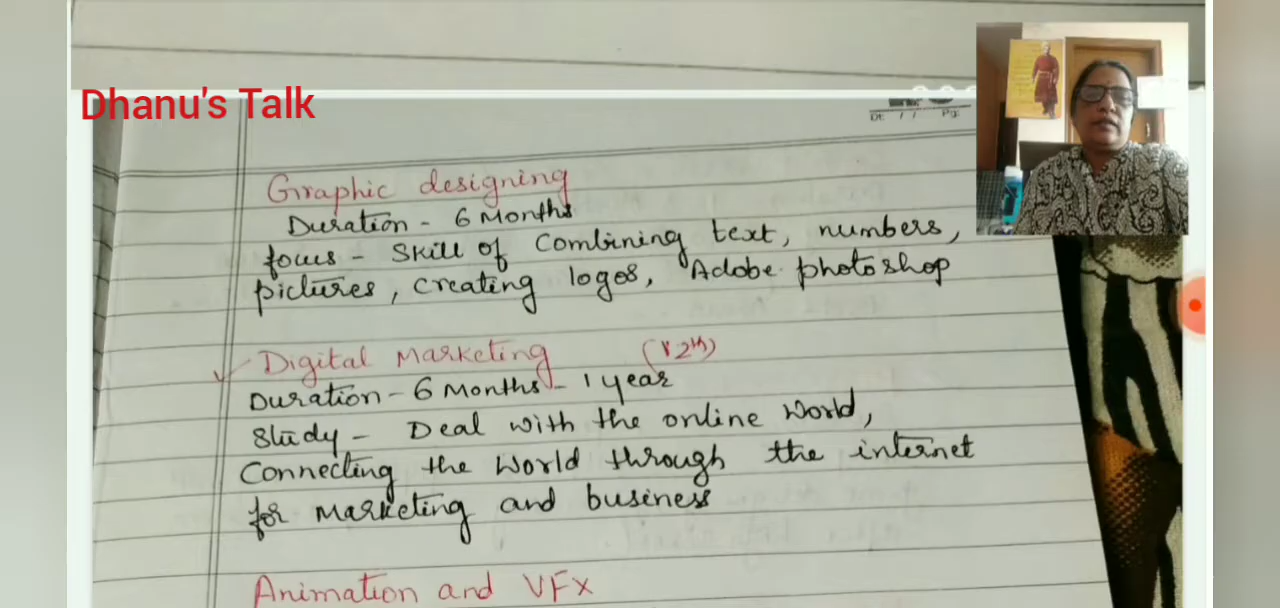 Dhanu's Talk
Dt: / / Pg:
Graphic designing
Duration - 6 Months
focus - Skill of Combining text, numbers,
pictures, creating logos, Adobe photoshop
Digital Marketing (12th)
Duration - 6 Months - 1 year
Study - Deal with the online World,
Connecting the World through the internet
for Marketing and business
Animation and VFX